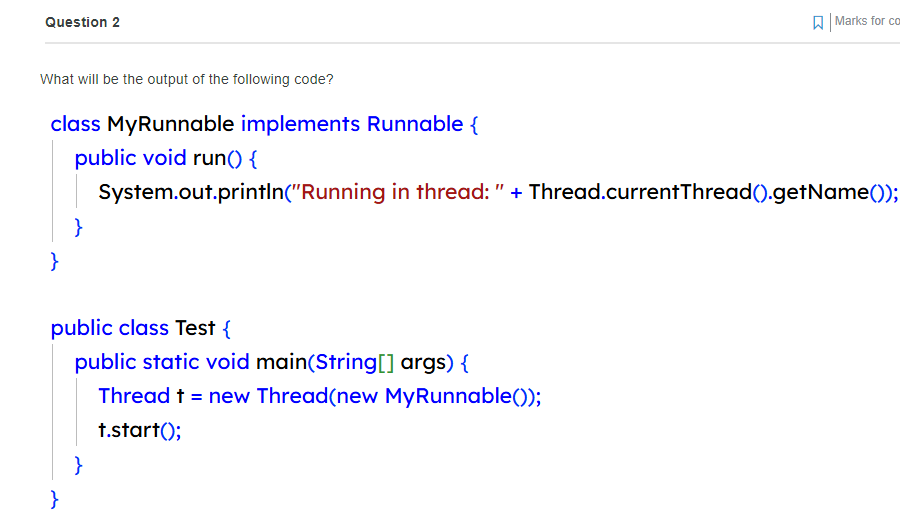 Question 2
Marks for co
What will be the output of the following code?
class MyRunnable implements Runnable {
public void run() {
System.out.println("Running in thread: " + Thread.currentThread().getName());
}
}
public class Test {
public static void main(String[] args) {
Thread t = new Thread(new MyRunnable());
t.start();
}
}